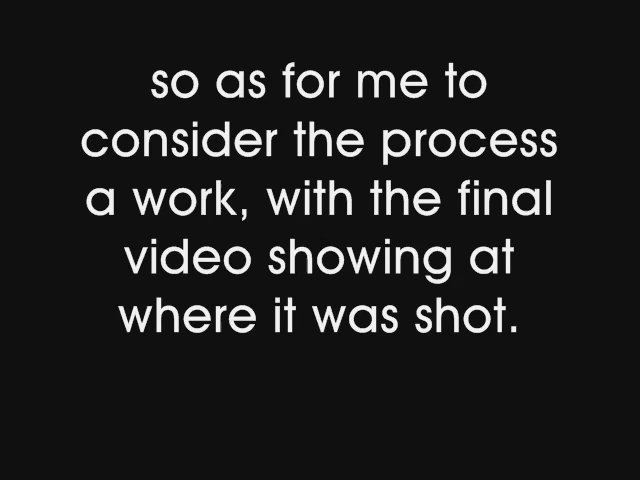 so as for me to
consider the process
a work, with the final
video showing at
where it was shot.